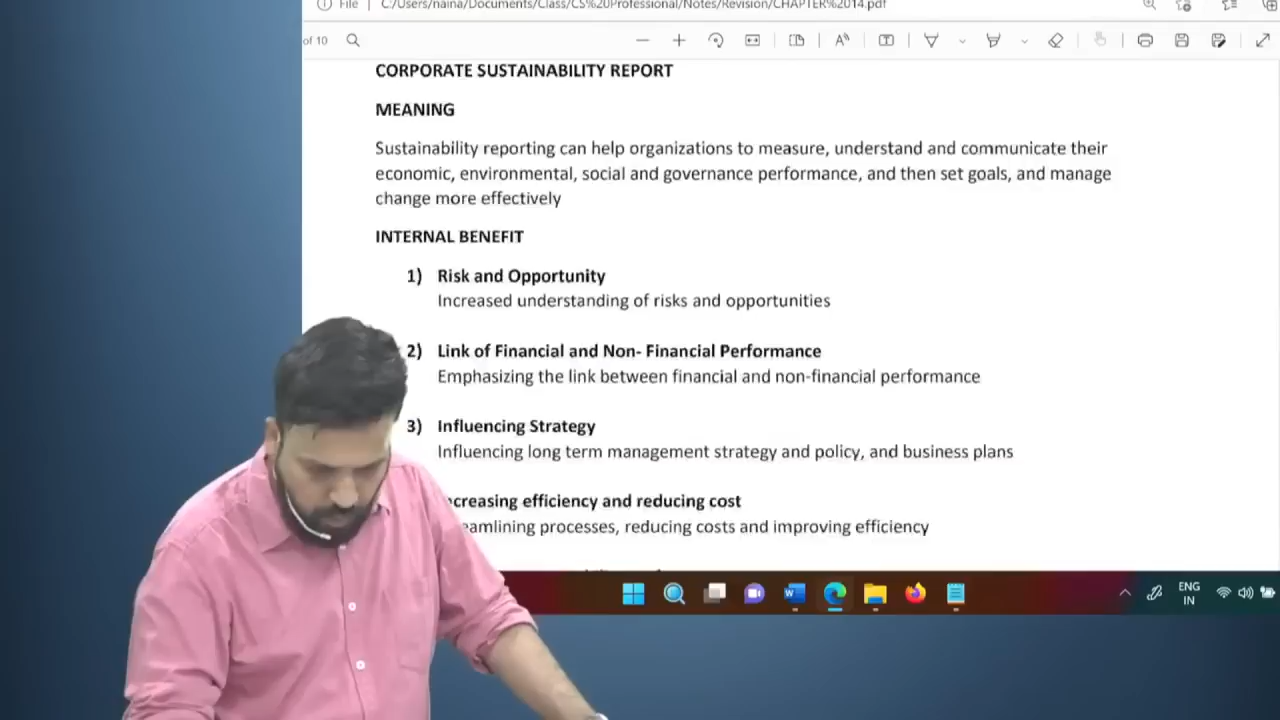 File C:/Users/naina/Documents/Class/CS%20Professional/Notes/Revision/CHAPTER%2014.pdf
of 10
CORPORATE SUSTAINABILITY REPORT
MEANING
Sustainability reporting can help organizations to measure, understand and communicate their
economic, environmental, social and governance performance, and then set goals, and manage
change more effectively
INTERNAL BENEFIT
1) Risk and Opportunity
Increased understanding of risks and opportunities
2) Link of Financial and Non- Financial Performance
Emphasizing the link between financial and non-financial performance
3) Influencing Strategy
Influencing long term management strategy and policy, and business plans
creasing efficiency and reducing cost
eamlining processes, reducing costs and improving efficiency
ENG
IN